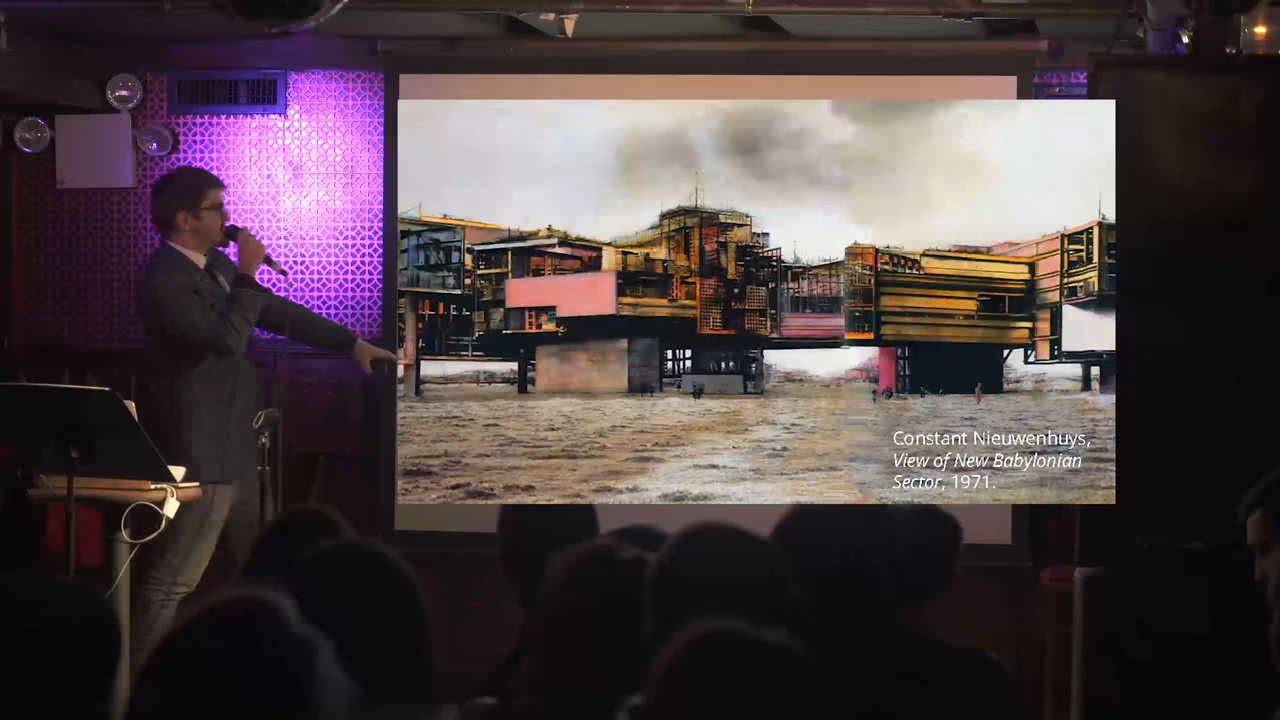 Constant Nieuwenhuys,
View of New Babylonian
Sector, 1971.